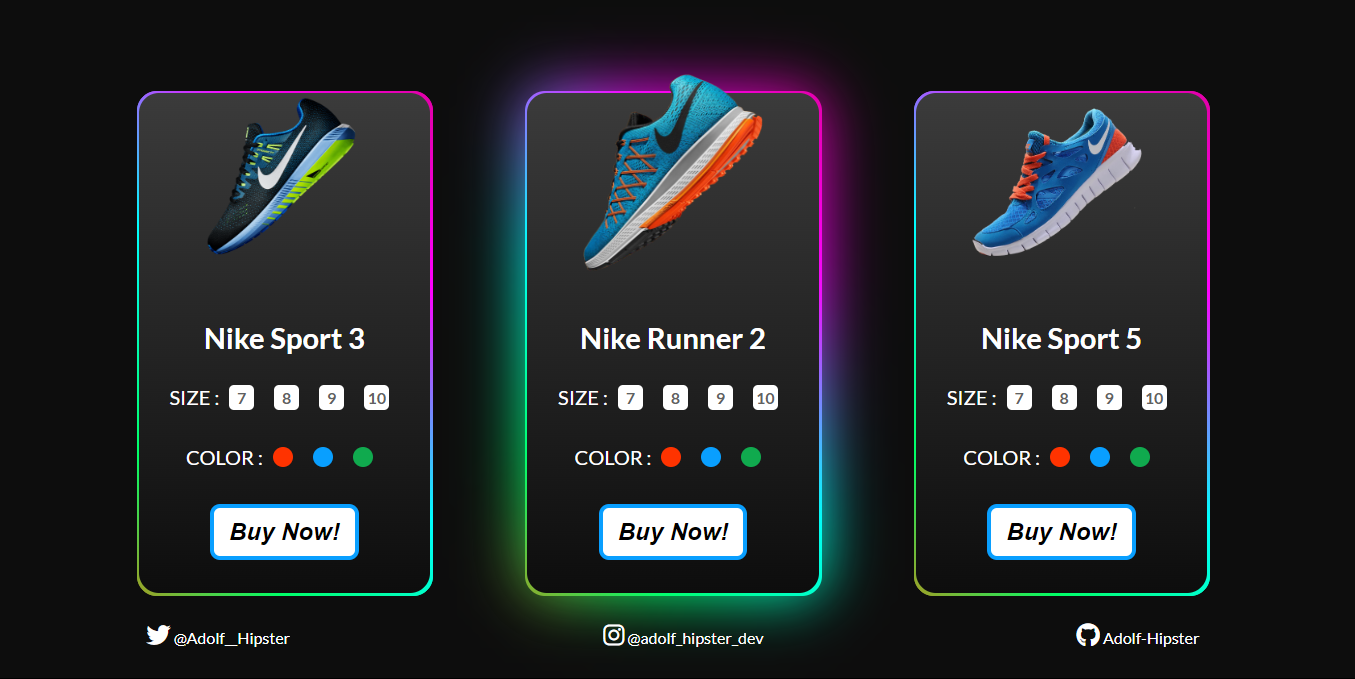 Nike Sport 3
SIZE : 7 8 9 10
COLOR :
Buy Now!
Nike Runner 2
SIZE : 7 8 9 10
COLOR :
Buy Now!
Nike Sport 5
SIZE : 7 8 9 10
COLOR :
Buy Now!
@Adolf__Hipster
@adolf_hipster_dev
Adolf-Hipster